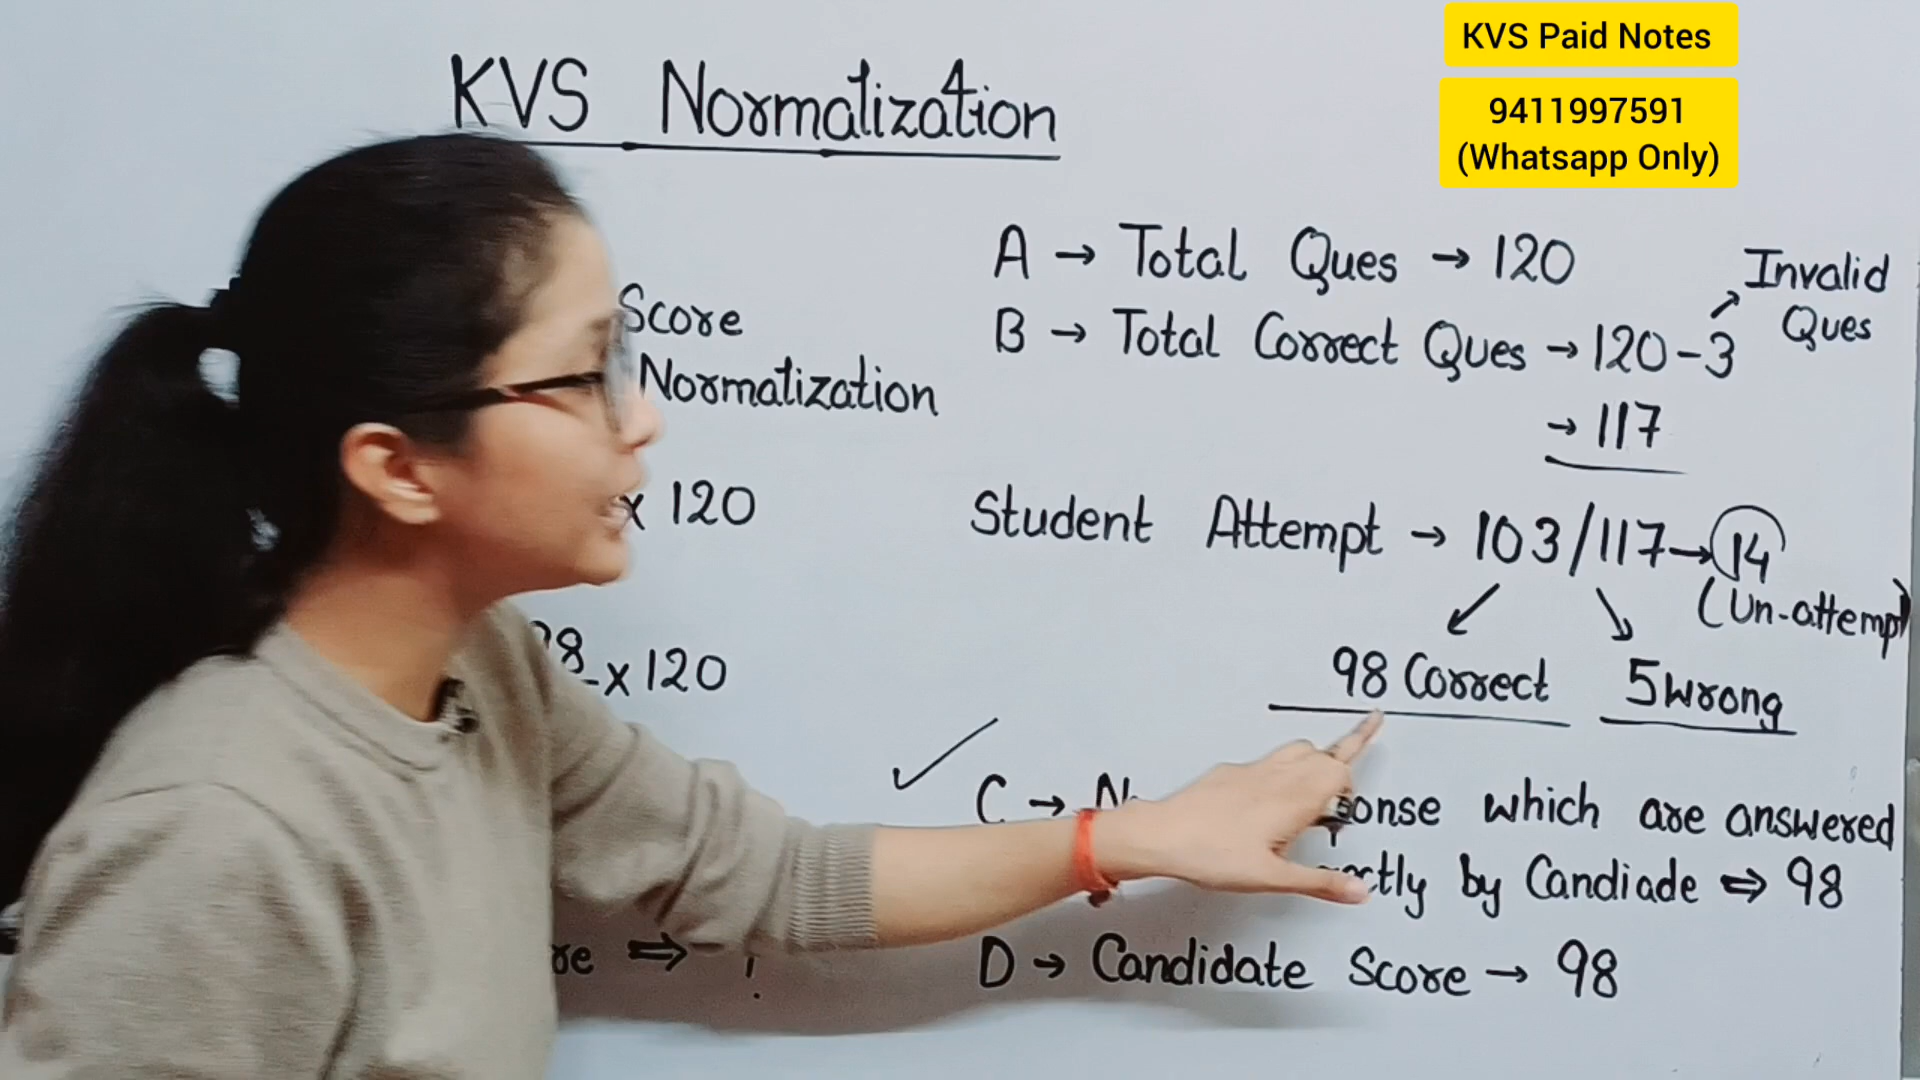 KVS Paid Notes
9411997591
(Whatsapp Only)
KVS Normalization
Score
Normalization
x 120
98 x 120
A → Total Ques → 120
B → Total Correct Ques → 120-3
Invalid
Ques
→ 117
Student Attempt → 103/117→14
(Un-attempt)
98 Correct
5 wrong
C → which are answered
by Candiade ⇔ 98
D → Candidate Score → 98